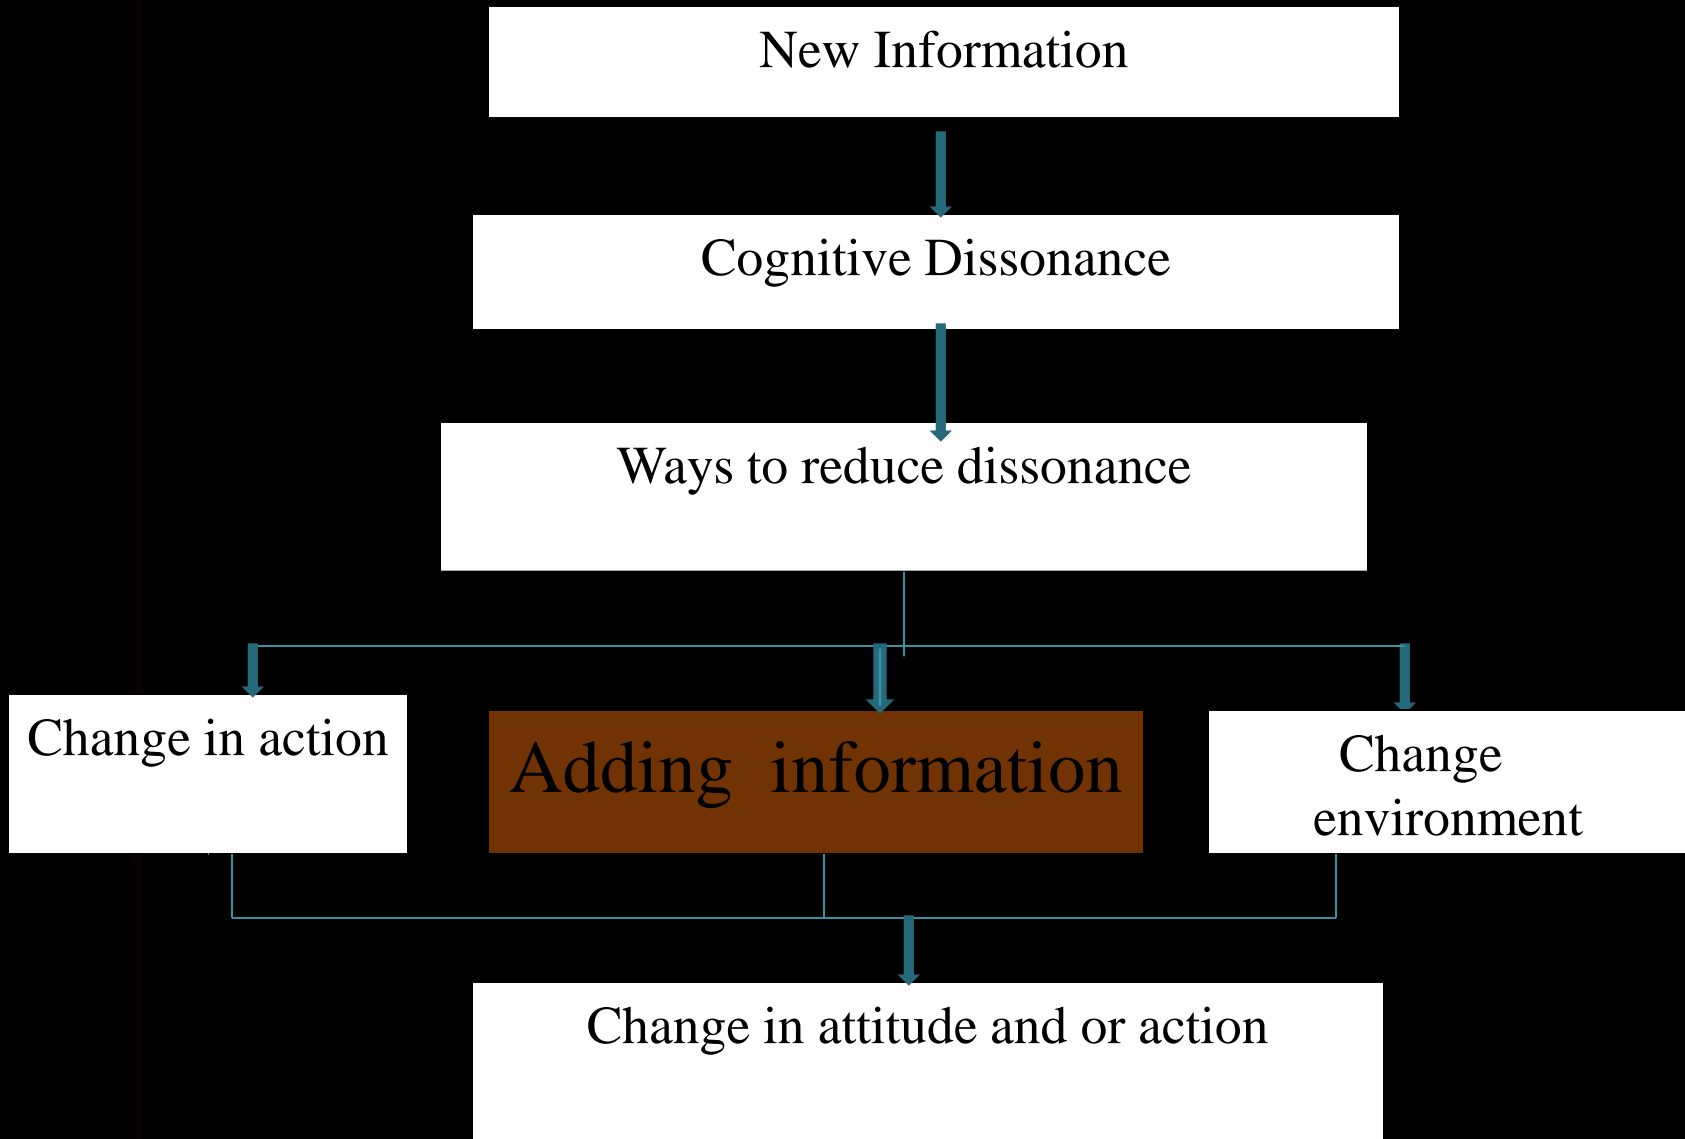 New Information
Cognitive Dissonance
Ways to reduce dissonance
Change in action
Adding information
Change
environment
Change in attitude and or action